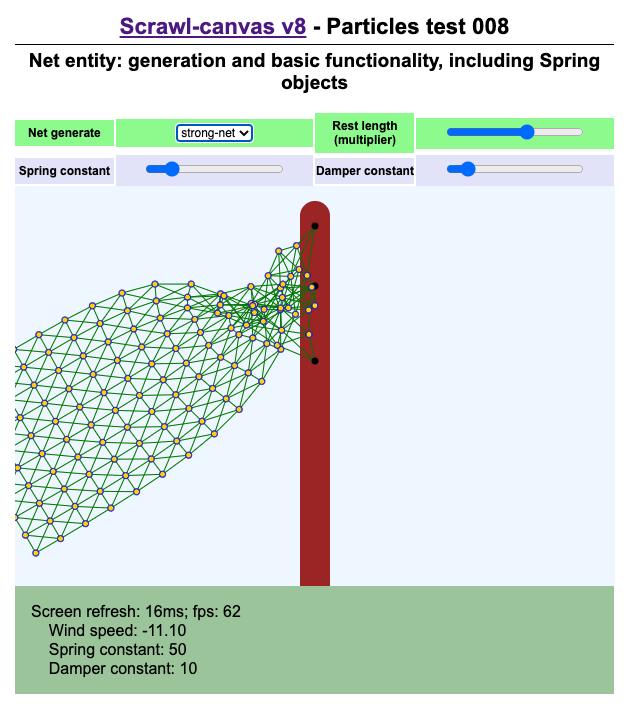 Scrawl-canvas v8 - Particles test 008
Net entity: generation and basic functionality, including Spring
objects
Net generate
strong-net
Rest length
(multiplier)
Spring constant
Damper constant
Screen refresh: 16ms; fps: 62
Wind speed: -11.10
Spring constant: 50
Damper constant: 10